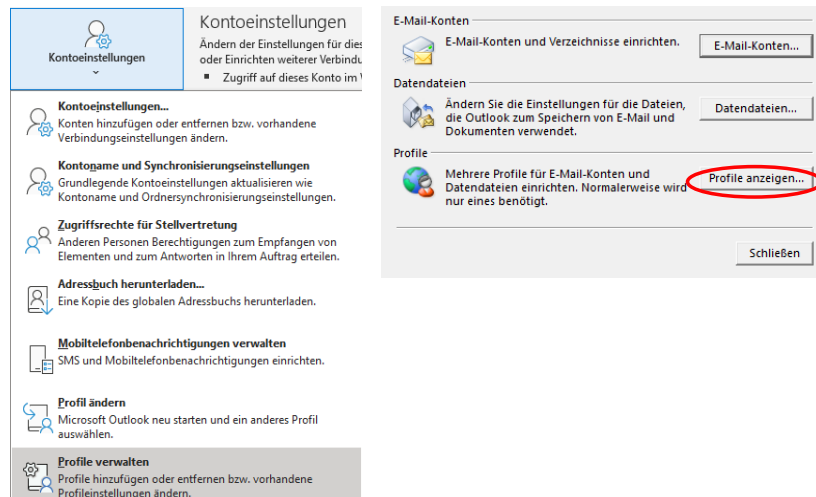 Kontoeinstellungen
Kontoeinstellungen
Ändern der Einstellungen für dies
oder Einrichten weiterer Verbindu
Zugriff auf dieses Konto im
Kontoeinstellungen...
Konten hinzufügen oder entfernen bzw. vorhandene
Verbindungseinstellungen ändern.
Kontoname und Synchronisierungseinstellungen
Grundlegende Kontoeinstellungen aktualisieren wie
Kontoname und Ordnersynchronisierungseinstellungen.
Zugriffsrechte für Stellvertretung
Anderen Personen Berechtigungen zum Empfangen von
Elementen und zum Antworten in Ihrem Auftrag erteilen.
Adressbuch herunterladen...
Eine Kopie des globalen Adressbuchs herunterladen.
Mobiltelefonbenachrichtigungen verwalten
SMS und Mobiltelefonbenachrichtigungen einrichten.
Profil ändern
Microsoft Outlook neu starten und ein anderes Profil
auswählen.
Profile verwalten
Profile hinzufügen oder entfernen bzw. vorhandene
Profileinstellungen ändern.
E-Mail-Konten
E-Mail-Konten und Verzeichnisse einrichten.
E-Mail-Konten...
Datendateien
Ändern Sie die Einstellungen für die Dateien,
die Outlook zum Speichern von E-Mail und
Dokumenten verwendet.
Datendateien...
Profile
Mehrere Profile für E-Mail-Konten und
Datendateien einrichten. Normalerweise wird
nur eines benötigt.
Profile anzeigen...
Schließen